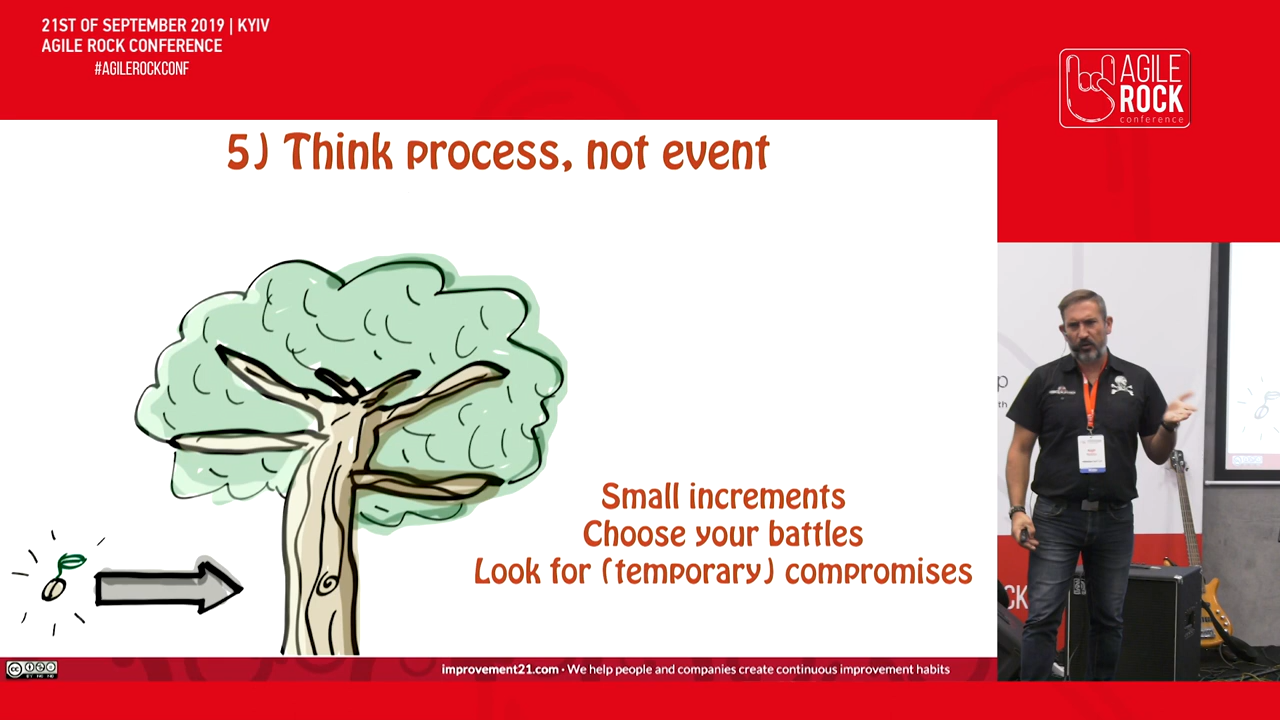 21ST OF SEPTEMBER 2019 | KYIV
AGILE ROCK CONFERENCE
#AGILEROCKCONF
AGILE
ROCK
conference
5) Think process, not event
Small increments
Choose your battles
Look for (temporary) compromises
improvement21.com · We help people and companies create continuous improvement habits